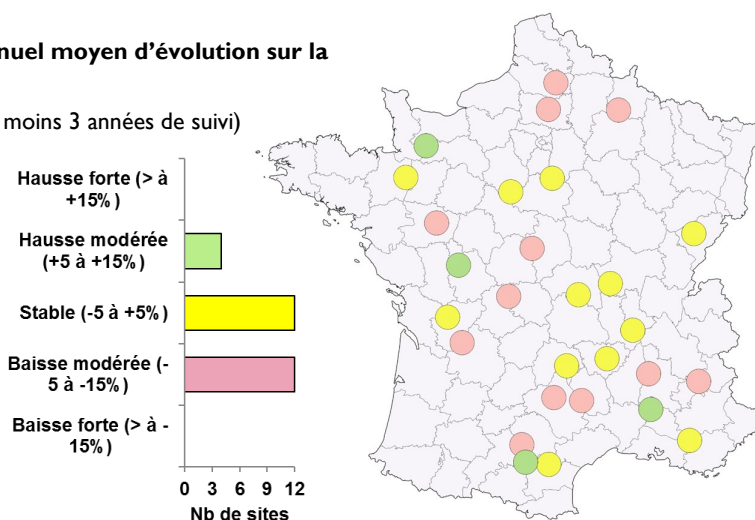 nuel moyen d’évolution sur la
moins 3 années de suivi)
Hausse forte (> à
+15%)
Hausse modérée
(+5 à +15%)
Stable (-5 à +5%)
Baisse modérée (-
5 à -15%)
Baisse forte (> à -
15%)
0 3 6 9 12
Nb de sites